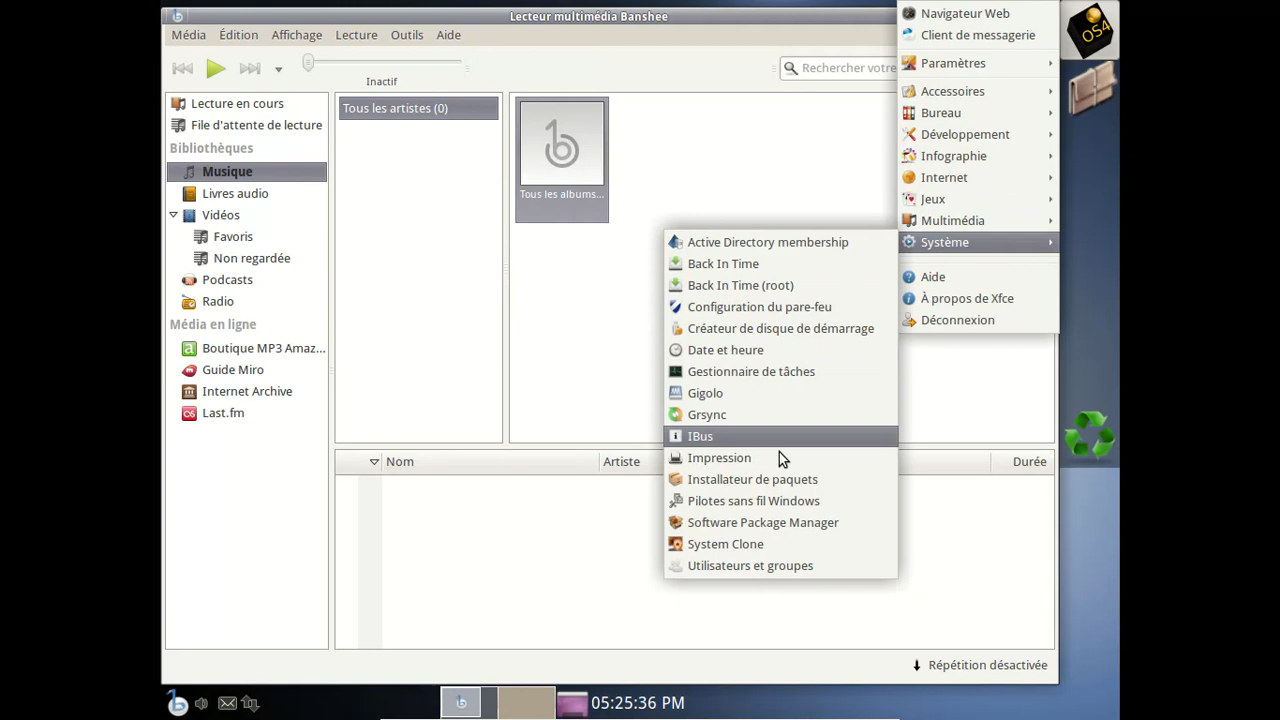 Lecteur multimédia Banshee
Média Édition Affichage Lecture Outils Aide
Inactif
Rechercher votre
Lecture en cours
File d'attente de lecture
Bibliothèques
Musique
Livres audio
Vidéos
Favoris
Non regardée
Podcasts
Radio
Média en ligne
Boutique MP3 Amaz...
Guide Miro
Internet Archive
Last.fm
Tous les artistes (0)
Tous les albums...
Nom Artiste Durée
Répétition désactivée
Navigateur Web
Client de messagerie
Paramètres
Accessoires
Bureau
Développement
Infographie
Internet
Jeux
Multimédia
Système
Aide
À propos de Xfce
Déconnexion
Active Directory membership
Back In Time
Back In Time (root)
Configuration du pare-feu
Créateur de disque de démarrage
Date et heure
Gestionnaire de tâches
Gigolo
Grsync
IBus
Impression
Installateur de paquets
Pilotes sans fil Windows
Software Package Manager
System Clone
Utilisateurs et groupes
OS4
05:25:36 PM